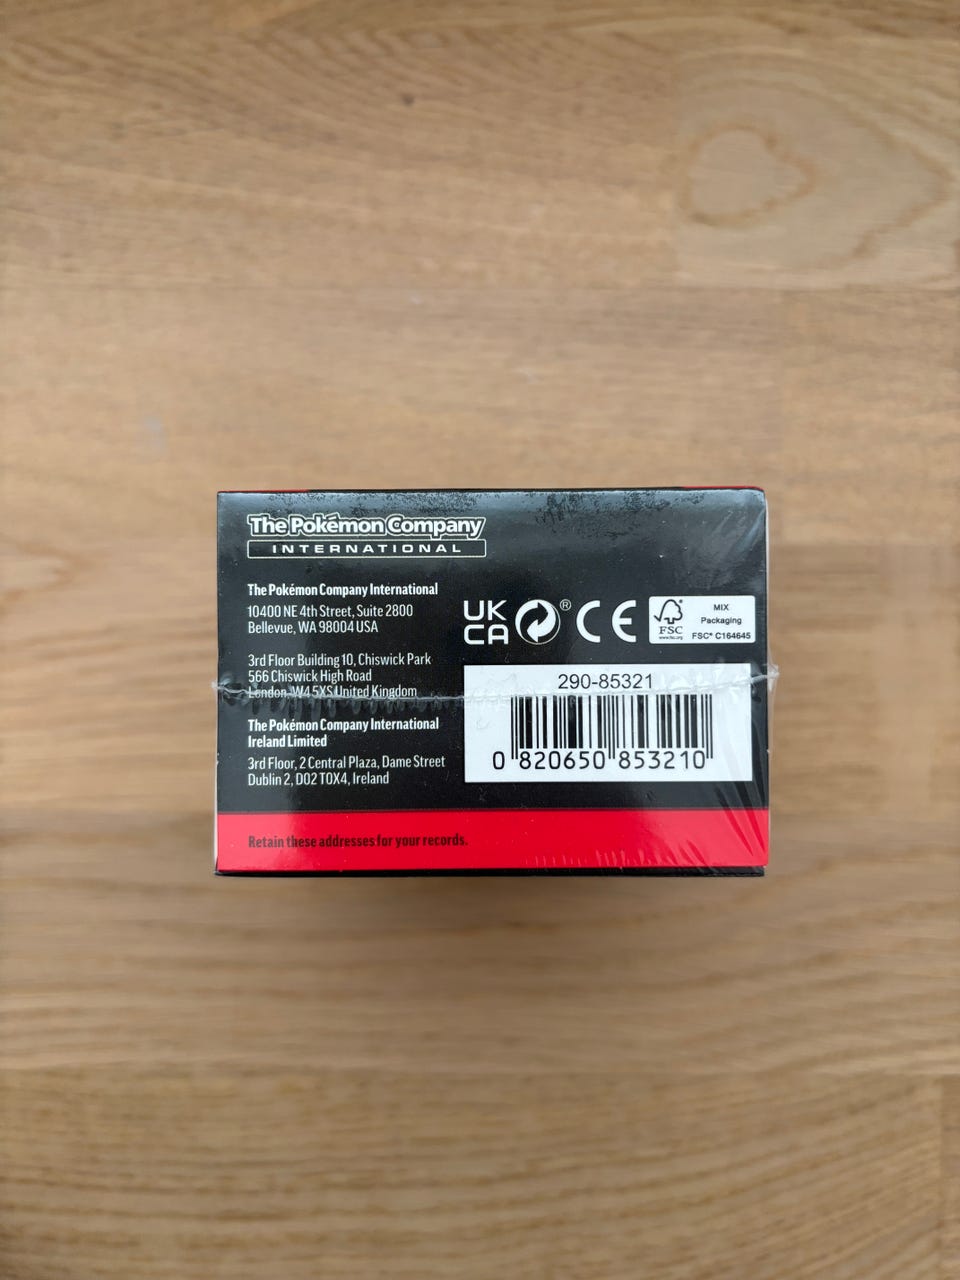 The Pokémon Company
INTERNATIONAL
The Pokémon Company International
10400 NE 4th Street, Suite 2800
Bellevue, WA 98004 USA
3rd Floor Building 10, Chiswick Park
566 Chiswick High Road
London, W4 5XS United Kingdom
The Pokémon Company International
Ireland Limited
3rd Floor, 2 Central Plaza, Dame Street
Dublin 2, D02 T0X4, Ireland
Retain these addresses for your records.
UK
CA
®
CE
FSC
www.fsc.org
MIX
Packaging
FSC® C164645
290-85321
0 820650 853210